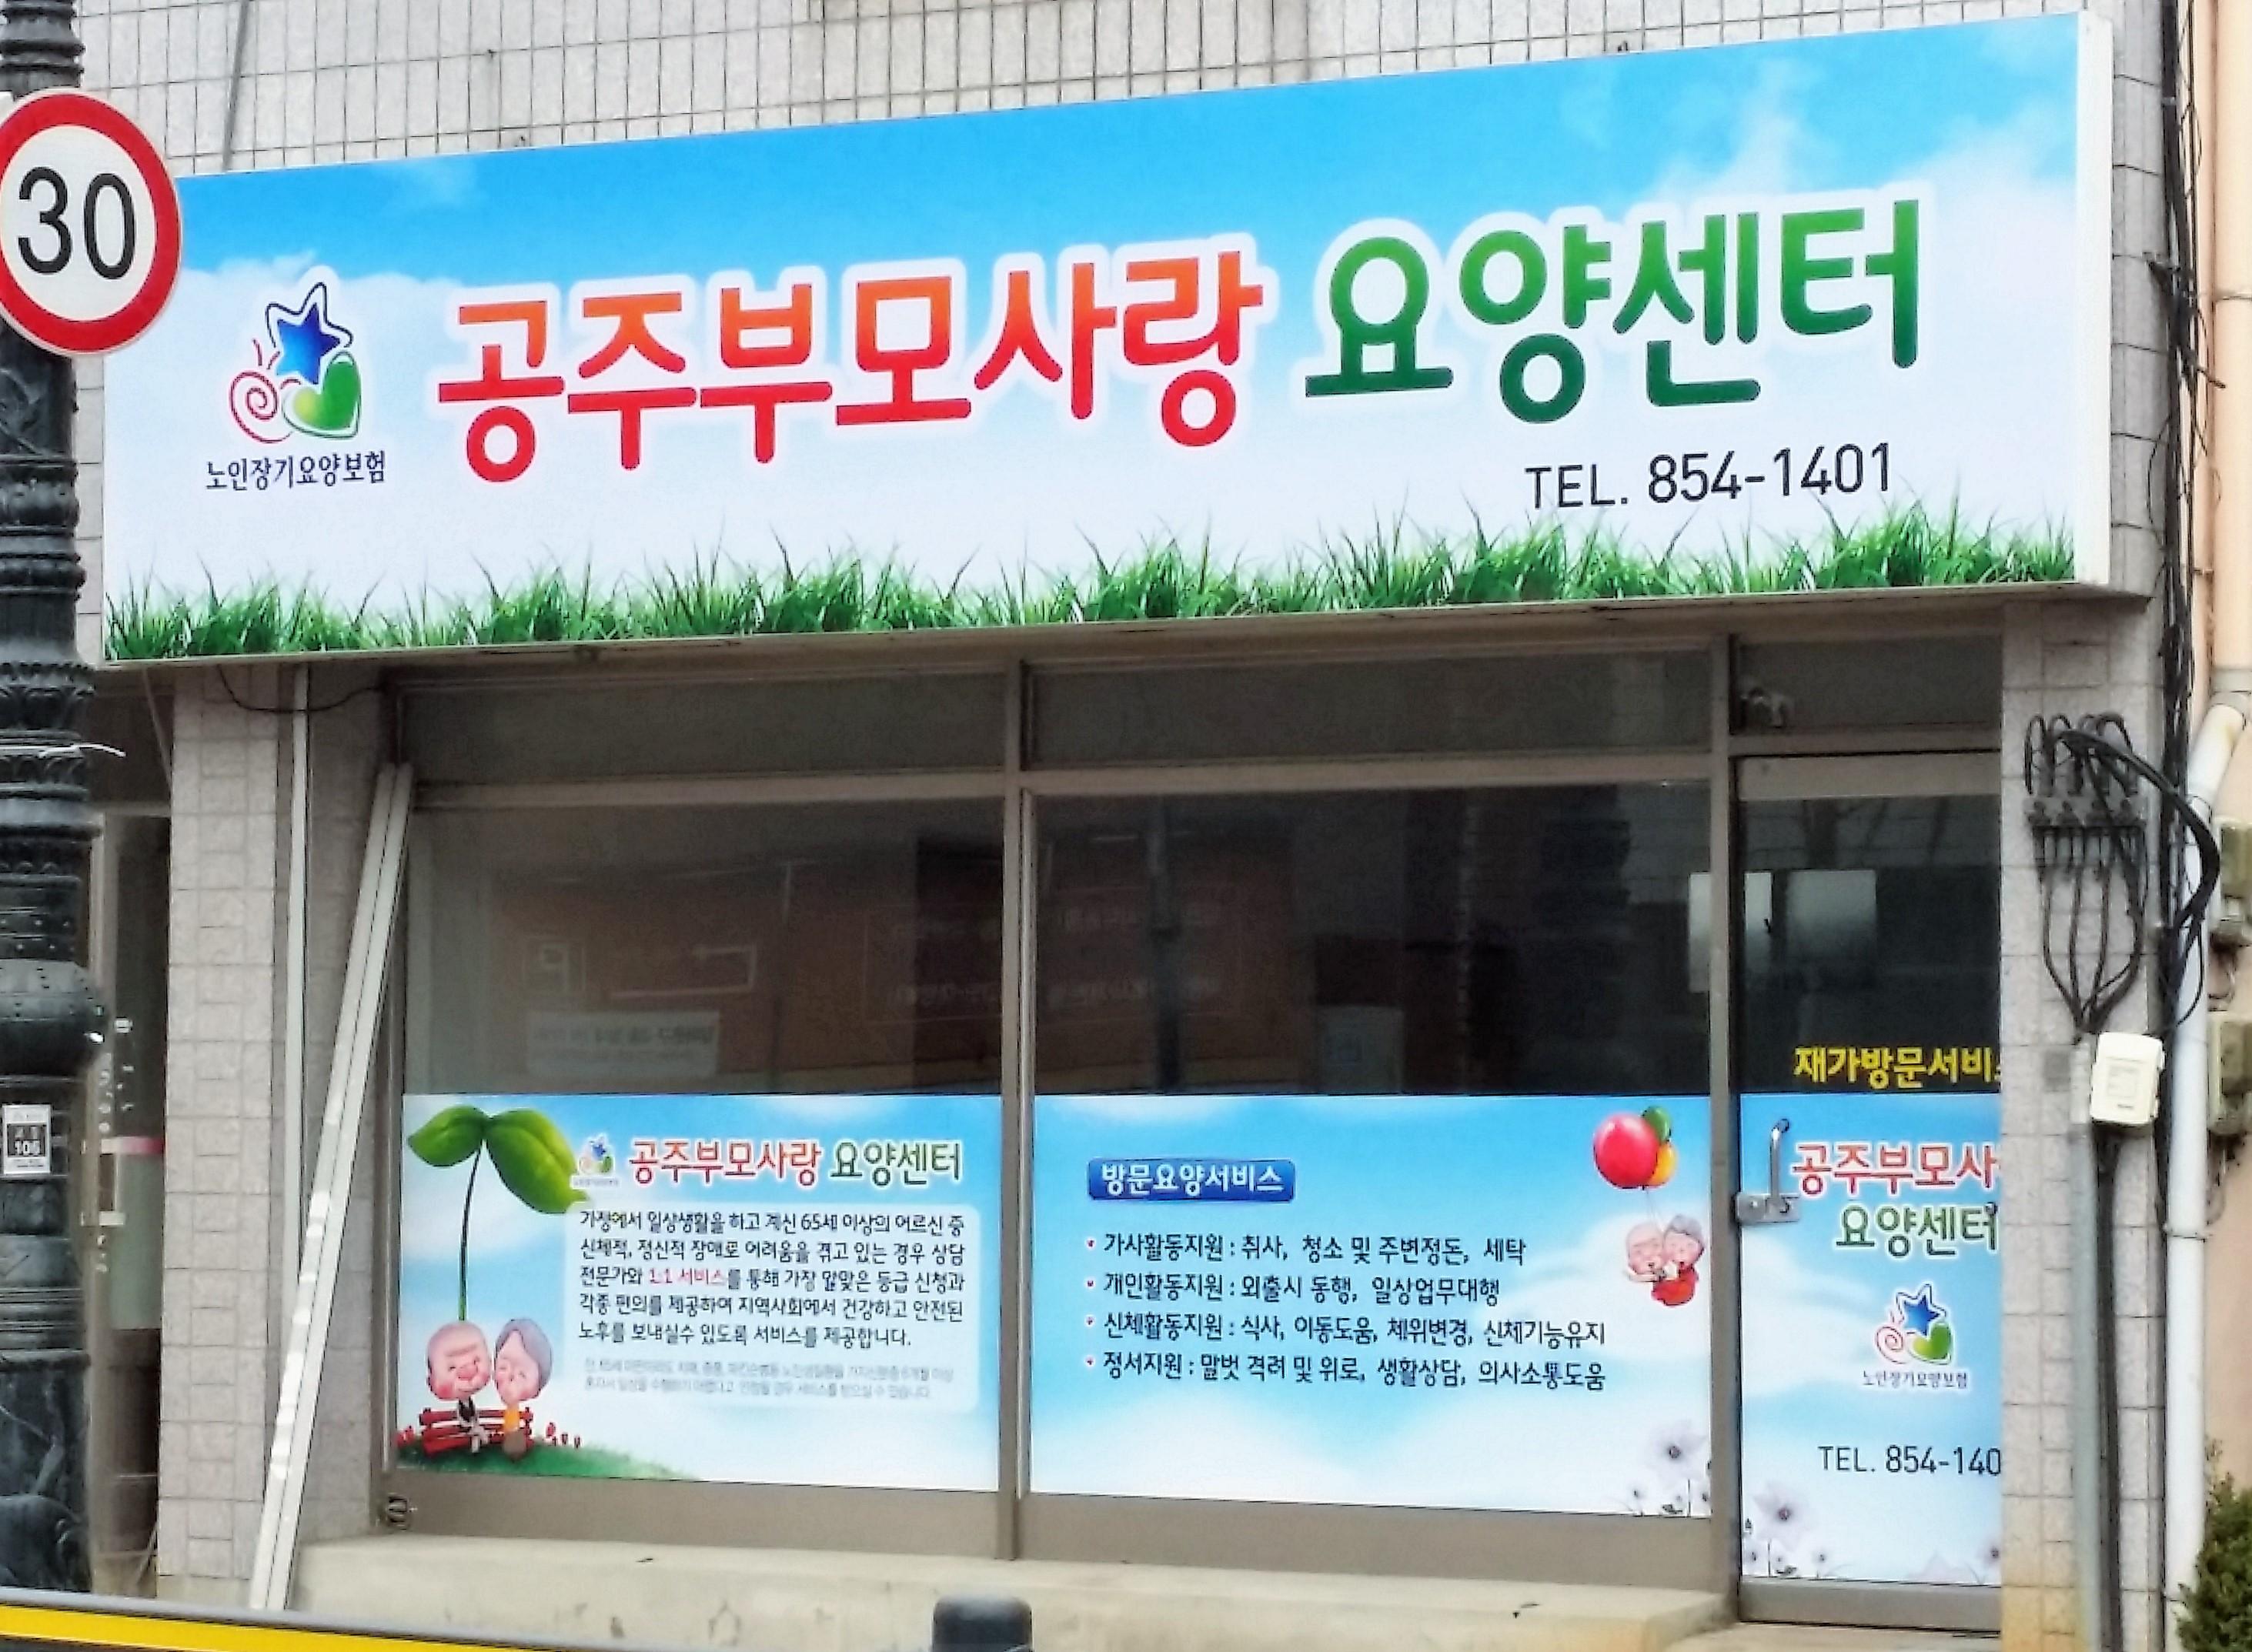 30
공주부모사랑 요양센터
노인장기요양보험
TEL. 854-1401
106
공주부모사랑 요양센터
가정에서 일상생활을 하고 계신 65세 이상의 어르신 중
신체적, 정신적 장애로 어려움을 겪고 있는 경우 상담
전문가와 1:1 서비스를 통해 가장 알맞은 등급 신청과
각종 편의를 제공하여 지역사회에서 건강하고 안전된
노후를 보내실수 있도록 서비스를 제공합니다.
방문요양서비스
가사활동지원 : 취사, 청소 및 주변정돈, 세탁
개인활동지원 : 외출시 동행, 일상업무대행
신체활동지원 : 식사, 이동도움, 체위변경, 신체기능유지
정서지원 : 말벗 격려 및 위로, 생활상담, 의사소통도움
재가방문서비
공주부모사
요양센터
노인장기요양보험
TEL. 854-140